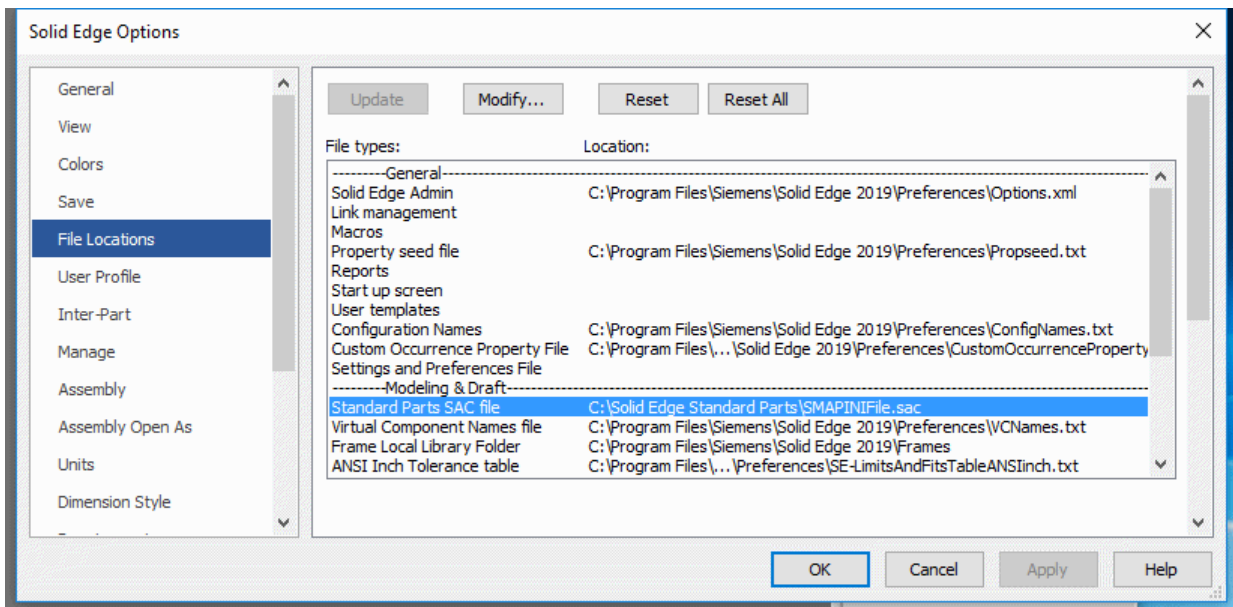 Solid Edge Options
General
View
Colors
Save
File Locations
User Profile
Inter-Part
Manage
Assembly
Assembly Open As
Units
Dimension Style
Update Modify... Reset Reset All
File types: Location:
---------General---------
Solid Edge Admin C:\Program Files\Siemens\Solid Edge 2019\Preferences\Options.xml
Link management
Macros
Property seed file C:\Program Files\Siemens\Solid Edge 2019\Preferences\Propseed.txt
Reports
Start up screen
User templates
Configuration Names C:\Program Files\Siemens\Solid Edge 2019\Preferences\ConfigNames.txt
Custom Occurrence Property File C:\Program Files\...\Solid Edge 2019\Preferences\CustomOccurrenceProperty
Settings and Preferences File
---------Modeling & Draft---------
Standard Parts SAC file C:\Solid Edge Standard Parts\SMAPINIFile.sac
Virtual Component Names file C:\Program Files\Siemens\Solid Edge 2019\Preferences\VCNames.txt
Frame Local Library Folder C:\Program Files\Siemens\Solid Edge 2019\Frames
ANSI Inch Tolerance table C:\Program Files\...\Preferences\SE-LimitsAndFitsTableANSIinch.txt
OK Cancel Apply Help